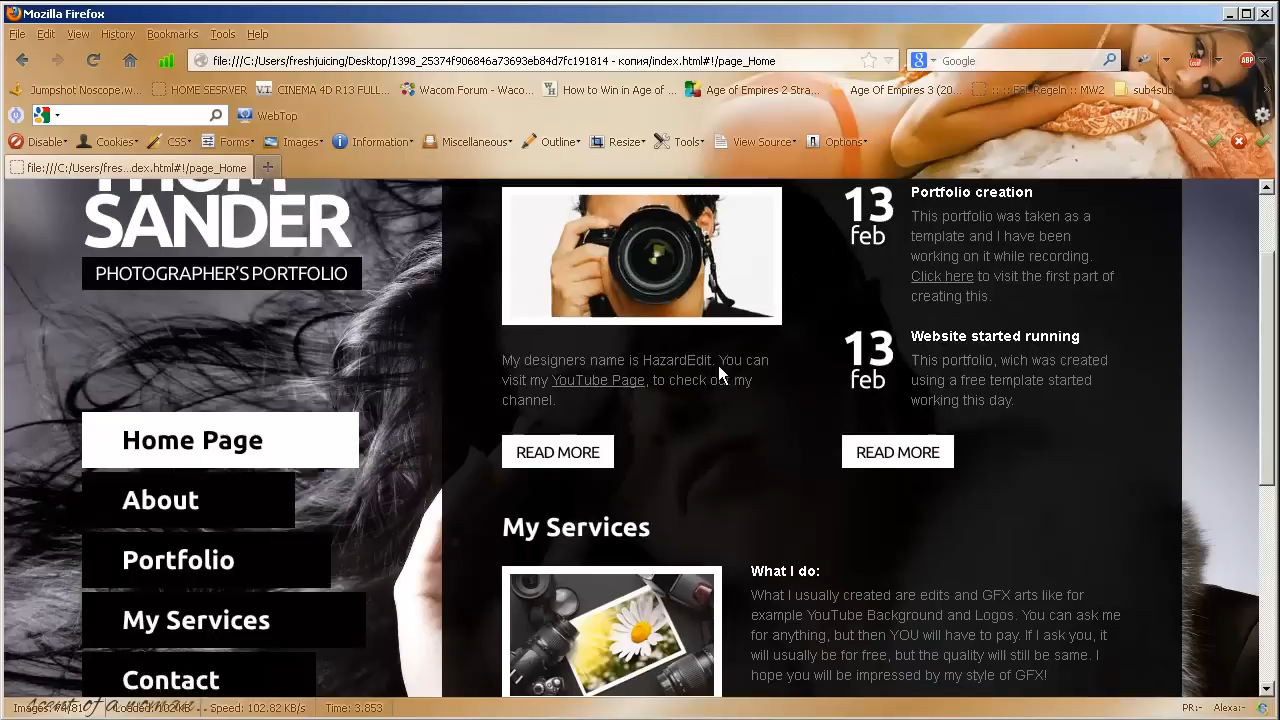 Mozilla Firefox
File Edit View History Bookmarks Tools Help
file:///C:/Users/freshjuicing/Desktop/1398_25374f906846a73693eb84d7fc191814 - копия/index.html#!/page_Home
Google
Jumpshot Noscope.w... HOME SESRVER CINEMA 4D R13 FULL... Wacom Forum - Waco... How to Win in Age of ... Age of Empires 2 Stra... Age Of Empires 3 (20... :: :: ESL Regeln :: MW2 sub4sub
WebTop
Disable Cookies CSS Forms Images Information Miscellaneous Outline Resize Tools View Source Options
file:///C:/Users/fres...dex.html#!/page_Home
THOM
SANDER
PHOTOGRAPHER'S PORTFOLIO
Home Page
About
Portfolio
My Services
Contact
My designers name is HazardEdit. You can
visit my YouTube Page, to check out my
channel.
READ MORE
13
feb
Portfolio creation
This portfolio was taken as a
template and I have been
working on it while recording.
Click here to visit the first part of
creating this.
13
feb
Website started running
This portfolio, wich was created
using a free template started
working this day.
READ MORE
My Services
What I do:
What I usually created are edits and GFX arts like for
example YouTube Background and Logos. You can ask me
for anything, but then YOU will have to pay. If I ask you, it
will usually be for free, but the quality will still be same. I
hope you will be impressed by my style of GFX!
Speed: 102.82 KB/s Time: 3.853 PR:- Alexa:-